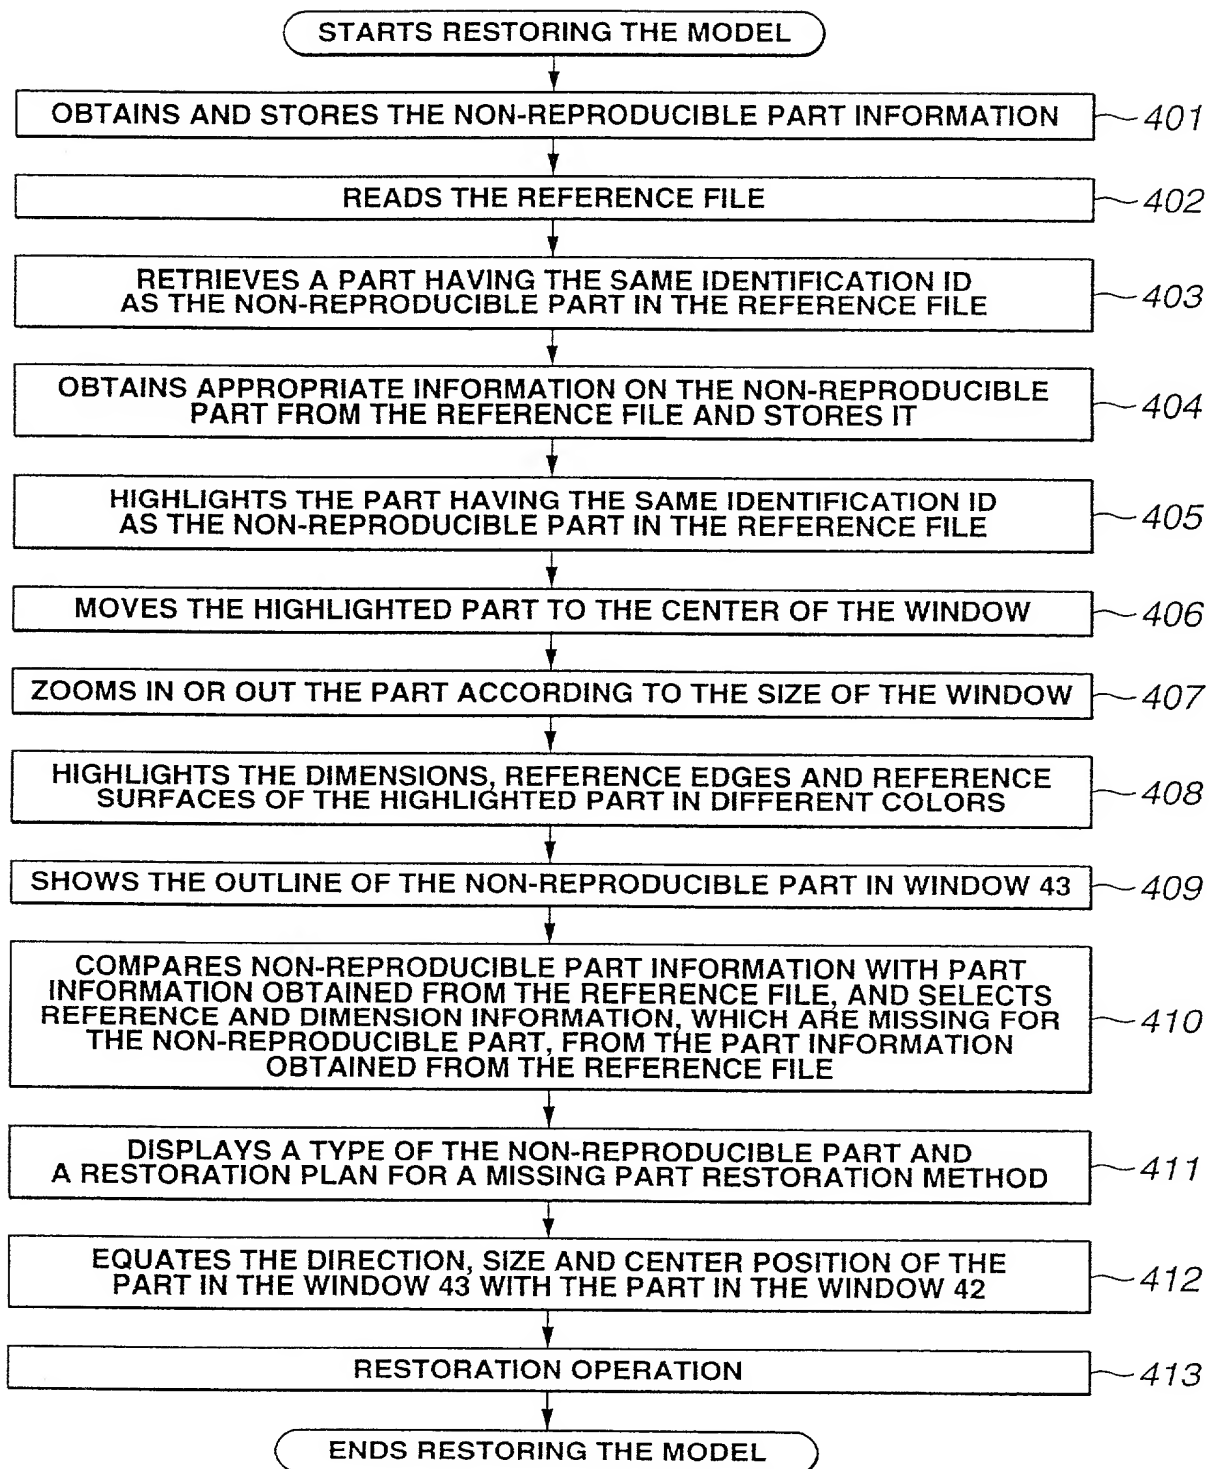 STARTS RESTORING THE MODEL
OBTAINS AND STORES THE NON-REPRODUCIBLE PART INFORMATION
401
READS THE REFERENCE FILE
402
RETRIEVES A PART HAVING THE SAME IDENTIFICATION ID
AS THE NON-REPRODUCIBLE PART IN THE REFERENCE FILE
403
OBTAINS APPROPRIATE INFORMATION ON THE NON-REPRODUCIBLE
PART FROM THE REFERENCE FILE AND STORES IT
404
HIGHLIGHTS THE PART HAVING THE SAME IDENTIFICATION ID
AS THE NON-REPRODUCIBLE PART IN THE REFERENCE FILE
405
MOVES THE HIGHLIGHTED PART TO THE CENTER OF THE WINDOW
406
ZOOMS IN OR OUT THE PART ACCORDING TO THE SIZE OF THE WINDOW
407
HIGHLIGHTS THE DIMENSIONS, REFERENCE EDGES AND REFERENCE
SURFACES OF THE HIGHLIGHTED PART IN DIFFERENT COLORS
408
SHOWS THE OUTLINE OF THE NON-REPRODUCIBLE PART IN WINDOW 43
409
COMPARES NON-REPRODUCIBLE PART INFORMATION WITH PART
INFORMATION OBTAINED FROM THE REFERENCE FILE, AND SELECTS
REFERENCE AND DIMENSION INFORMATION, WHICH ARE MISSING FOR
THE NON-REPRODUCIBLE PART, FROM THE PART INFORMATION
OBTAINED FROM THE REFERENCE FILE
410
DISPLAYS A TYPE OF THE NON-REPRODUCIBLE PART AND
A RESTORATION PLAN FOR A MISSING PART RESTORATION METHOD
411
EQUATES THE DIRECTION, SIZE AND CENTER POSITION OF THE
PART IN THE WINDOW 43 WITH THE PART IN THE WINDOW 42
412
RESTORATION OPERATION
413
ENDS RESTORING THE MODEL